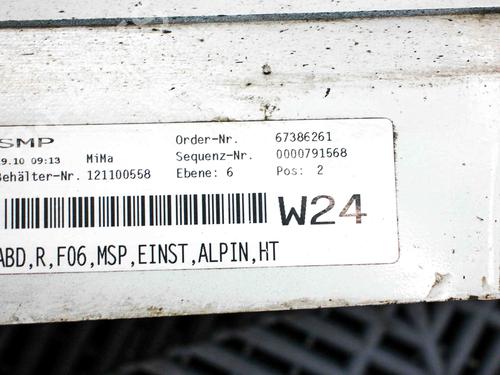 SMP
Order-Nr. 67386261
9.10 09:13 MiMa Sequenz-Nr. 0000791568
Behälter-Nr. 121100558 Ebene: 6 Pos: 2
W24
ABD,R,F06,MSP,EINST,ALPIN,HT